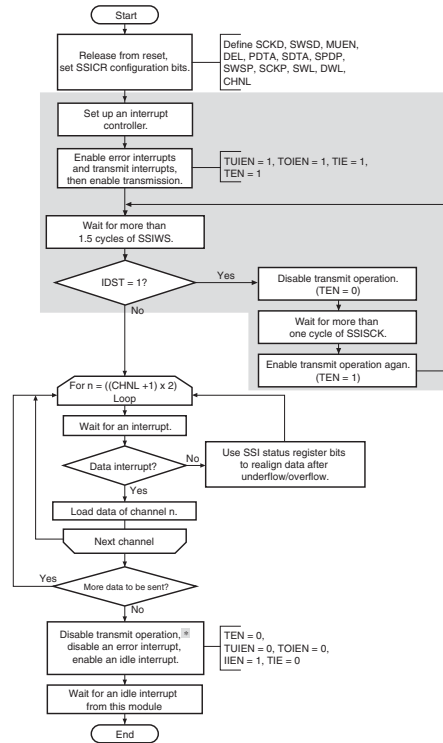 Start
Release from reset,
set SSICR configuration bits.
Define SCKD, SWSD, MUEN,
DEL, PDTA, SDTA, SPDP,
SWSP, SCKP, SWL, DWL,
CHNL
Set up an interrupt
controller.
Enable error interrupts
and transmit interrupts,
then enable transmission.
TUIEN = 1, TOIEN = 1, TIE = 1,
TEN = 1
Wait for more than
1.5 cycles of SSIWS.
IDST = 1?
Yes
No
Disable transmit operation.
(TEN = 0)
Wait for more than
one cycle of SSISCK.
Enable transmit operation agan.
(TEN = 1)
For n = ((CHNL +1) x 2)
Loop
Wait for an interrupt.
Data interrupt?
No
Yes
Use SSI status register bits
to realign data after
underflow/overflow.
Load data of channel n.
Next channel
Yes
More data to be sent?
No
Disable transmit operation,*
disable an error interrupt,
enable an idle interrupt.
TEN = 0,
TUIEN = 0, TOIEN = 0,
IIEN = 1, TIE = 0
Wait for an idle interrupt
from this module
End